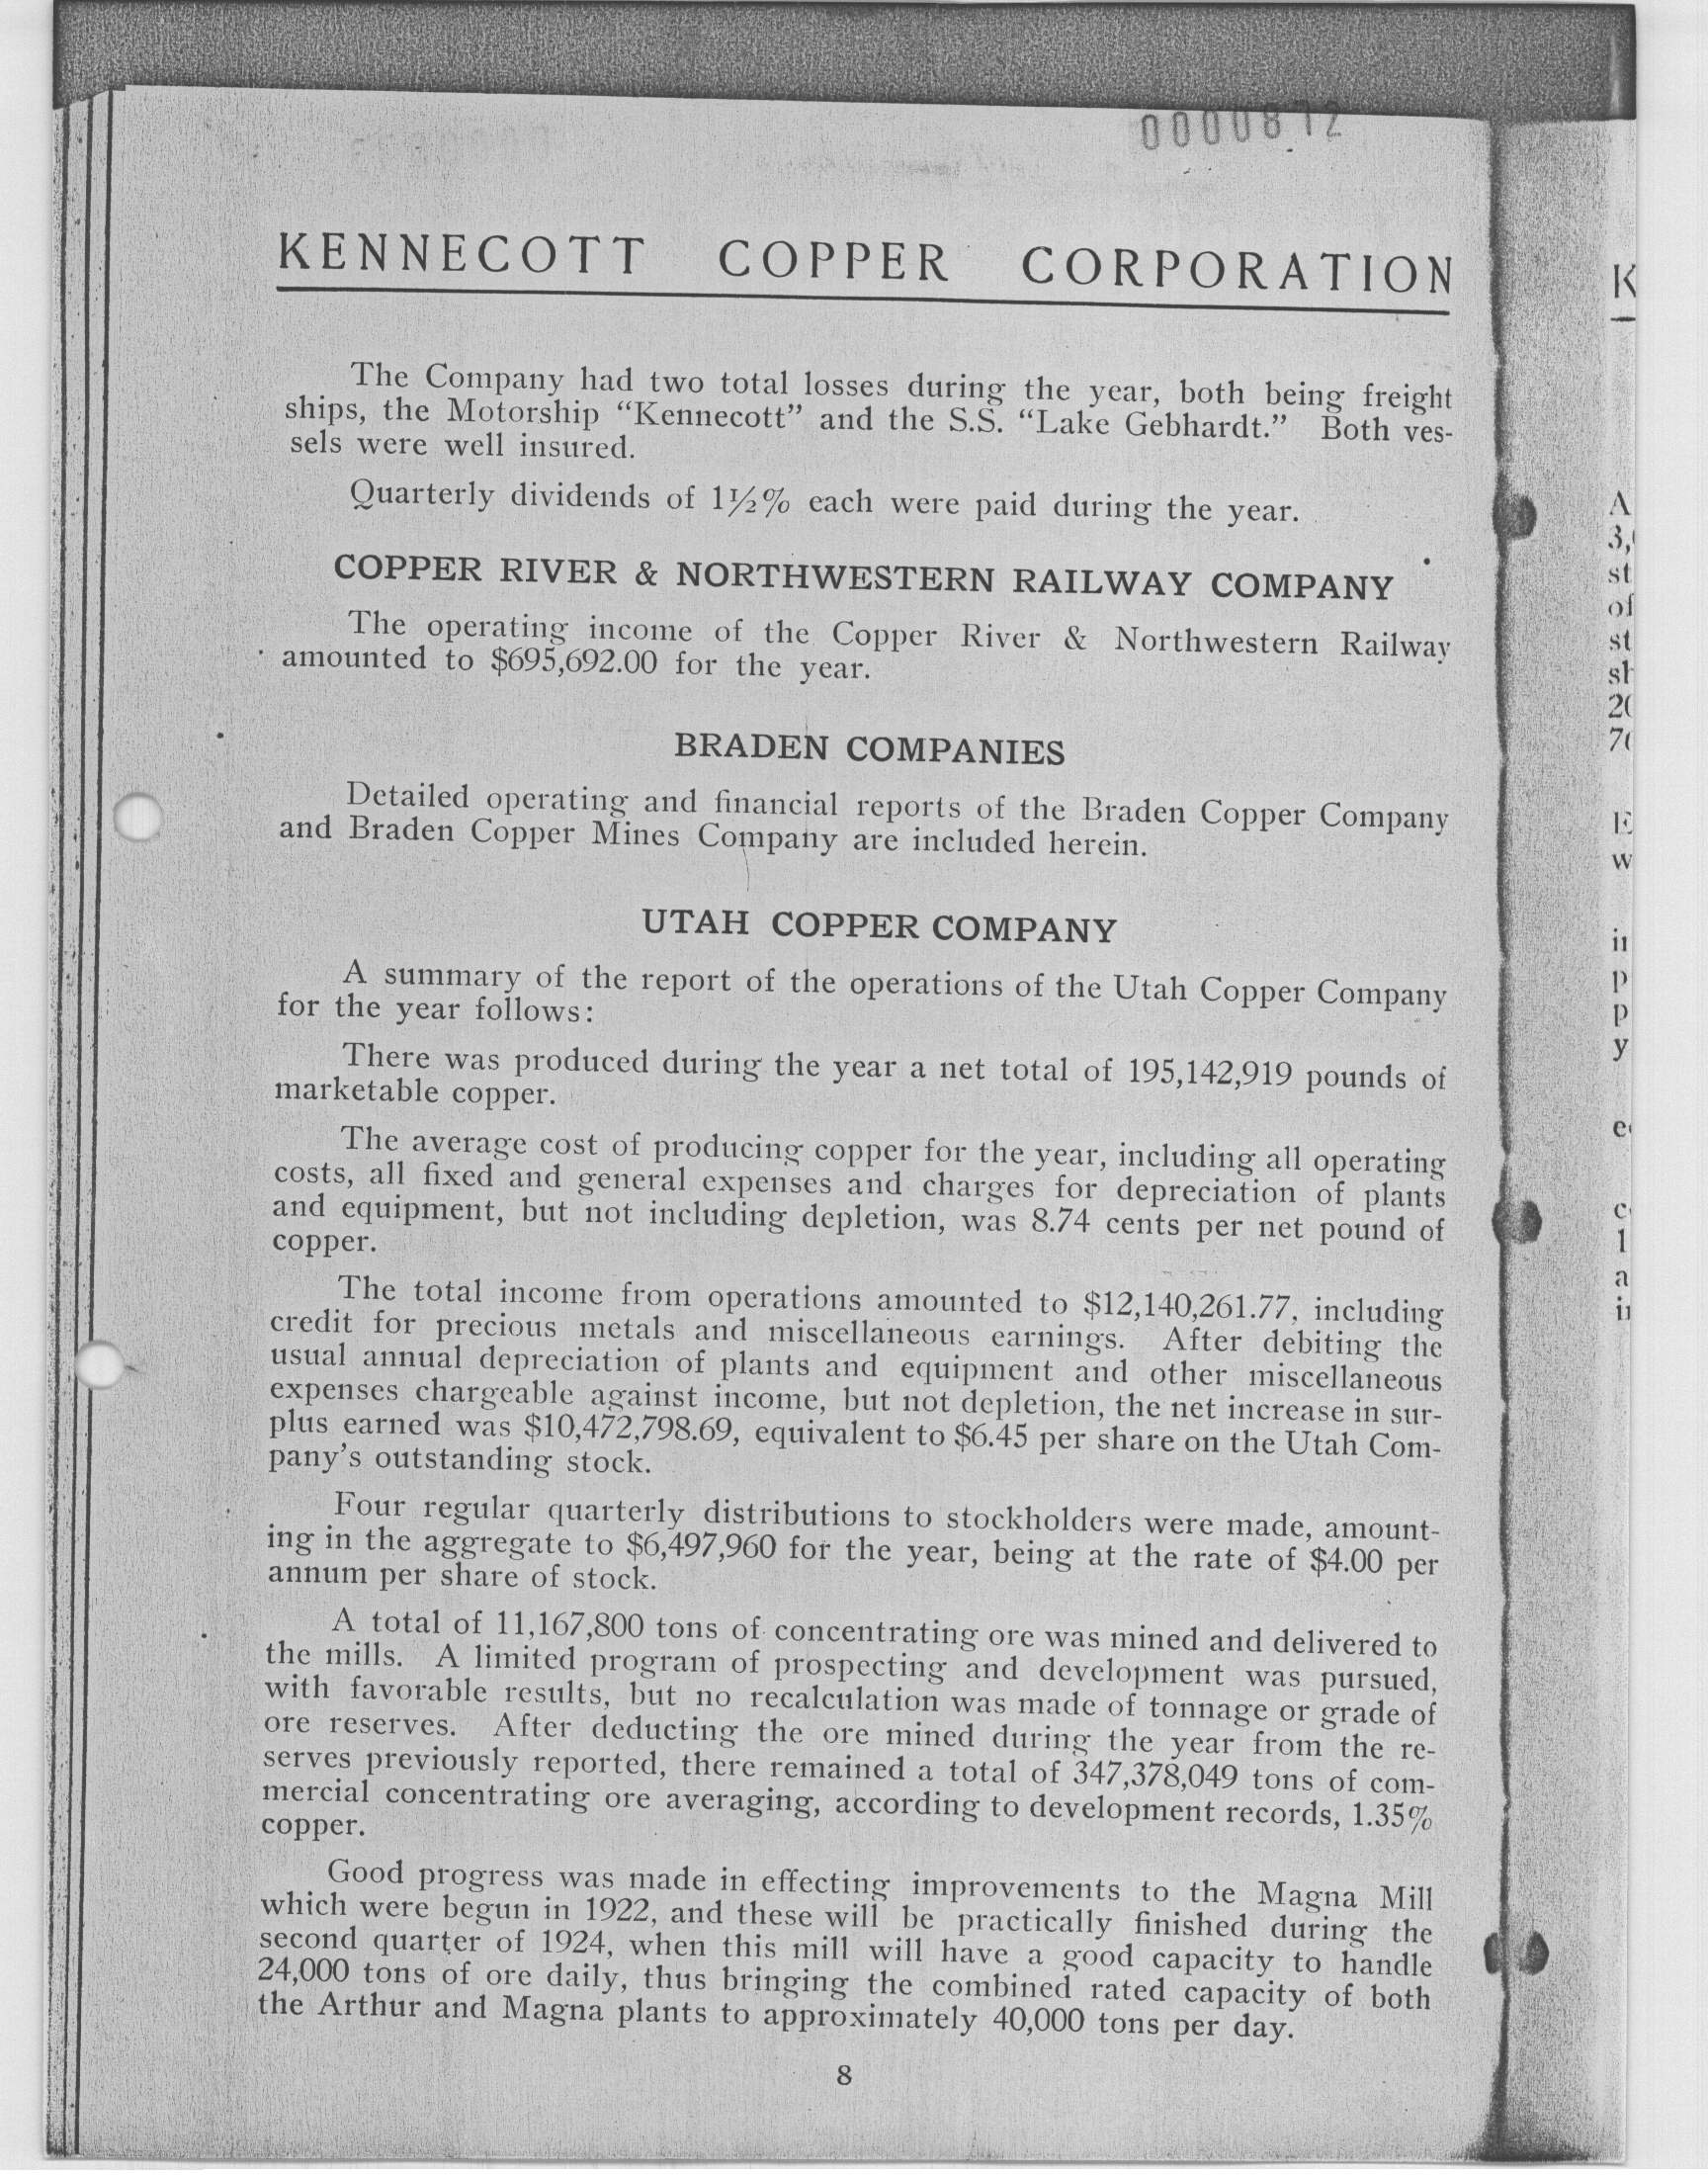 0000872
KENNECOTT COPPER CORPORATION
The Company had two total losses during the year, both being freight
ships, the Motorship “Kennecott” and the S.S. “Lake Gebhardt.” Both ves-
sels were well insured.
Quarterly dividends of 1½% each were paid during the year.
COPPER RIVER & NORTHWESTERN RAILWAY COMPANY
The operating income of the Copper River & Northwestern Railway
amounted to $695,692.00 for the year.
BRADEN COMPANIES
Detailed operating and financial reports of the Braden Copper Company
and Braden Copper Mines Company are included herein.
UTAH COPPER COMPANY
A summary of the report of the operations of the Utah Copper Company
for the year follows:
There was produced during the year a net total of 195,142,919 pounds of
marketable copper.
The average cost of producing copper for the year, including all operating
costs, all fixed and general expenses and charges for depreciation of plants
and equipment, but not including depletion, was 8.74 cents per net pound of
copper.
The total income from operations amounted to $12,140,261.77, including
credit for precious metals and miscellaneous earnings. After debiting the
usual annual depreciation of plants and equipment and other miscellaneous
expenses chargeable against income, but not depletion, the net increase in sur-
plus earned was $10,472,798.69, equivalent to $6.45 per share on the Utah Com-
pany’s outstanding stock.
Four regular quarterly distributions to stockholders were made, amount-
ing in the aggregate to $6,497,960 for the year, being at the rate of $4.00 per
annum per share of stock.
A total of 11,167,800 tons of concentrating ore was mined and delivered to
the mills. A limited program of prospecting and development was pursued,
with favorable results, but no recalculation was made of tonnage or grade of
ore reserves. After deducting the ore mined during the year from the re-
serves previously reported, there remained a total of 347,378,049 tons of com-
mercial concentrating ore averaging, according to development records, 1.35%
copper.
Good progress was made in effecting improvements to the Magna Mill
which were begun in 1922, and these will be practically finished during the
second quarter of 1924, when this mill will have a good capacity to handle
24,000 tons of ore daily, thus bringing the combined rated capacity of both
the Arthur and Magna plants to approximately 40,000 tons per day.
8